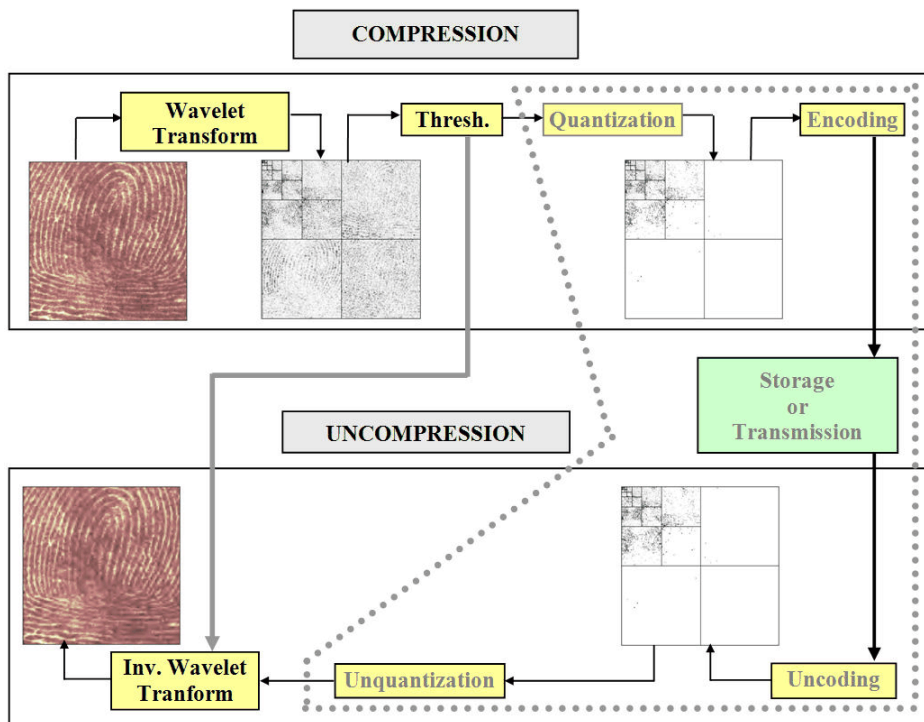 COMPRESSION
Wavelet
Transform
Thresh.
Quantization
Encoding
Storage
or
Transmission
UNCOMPRESSION
Inv. Wavelet
Tranform
Unquantization
Uncoding